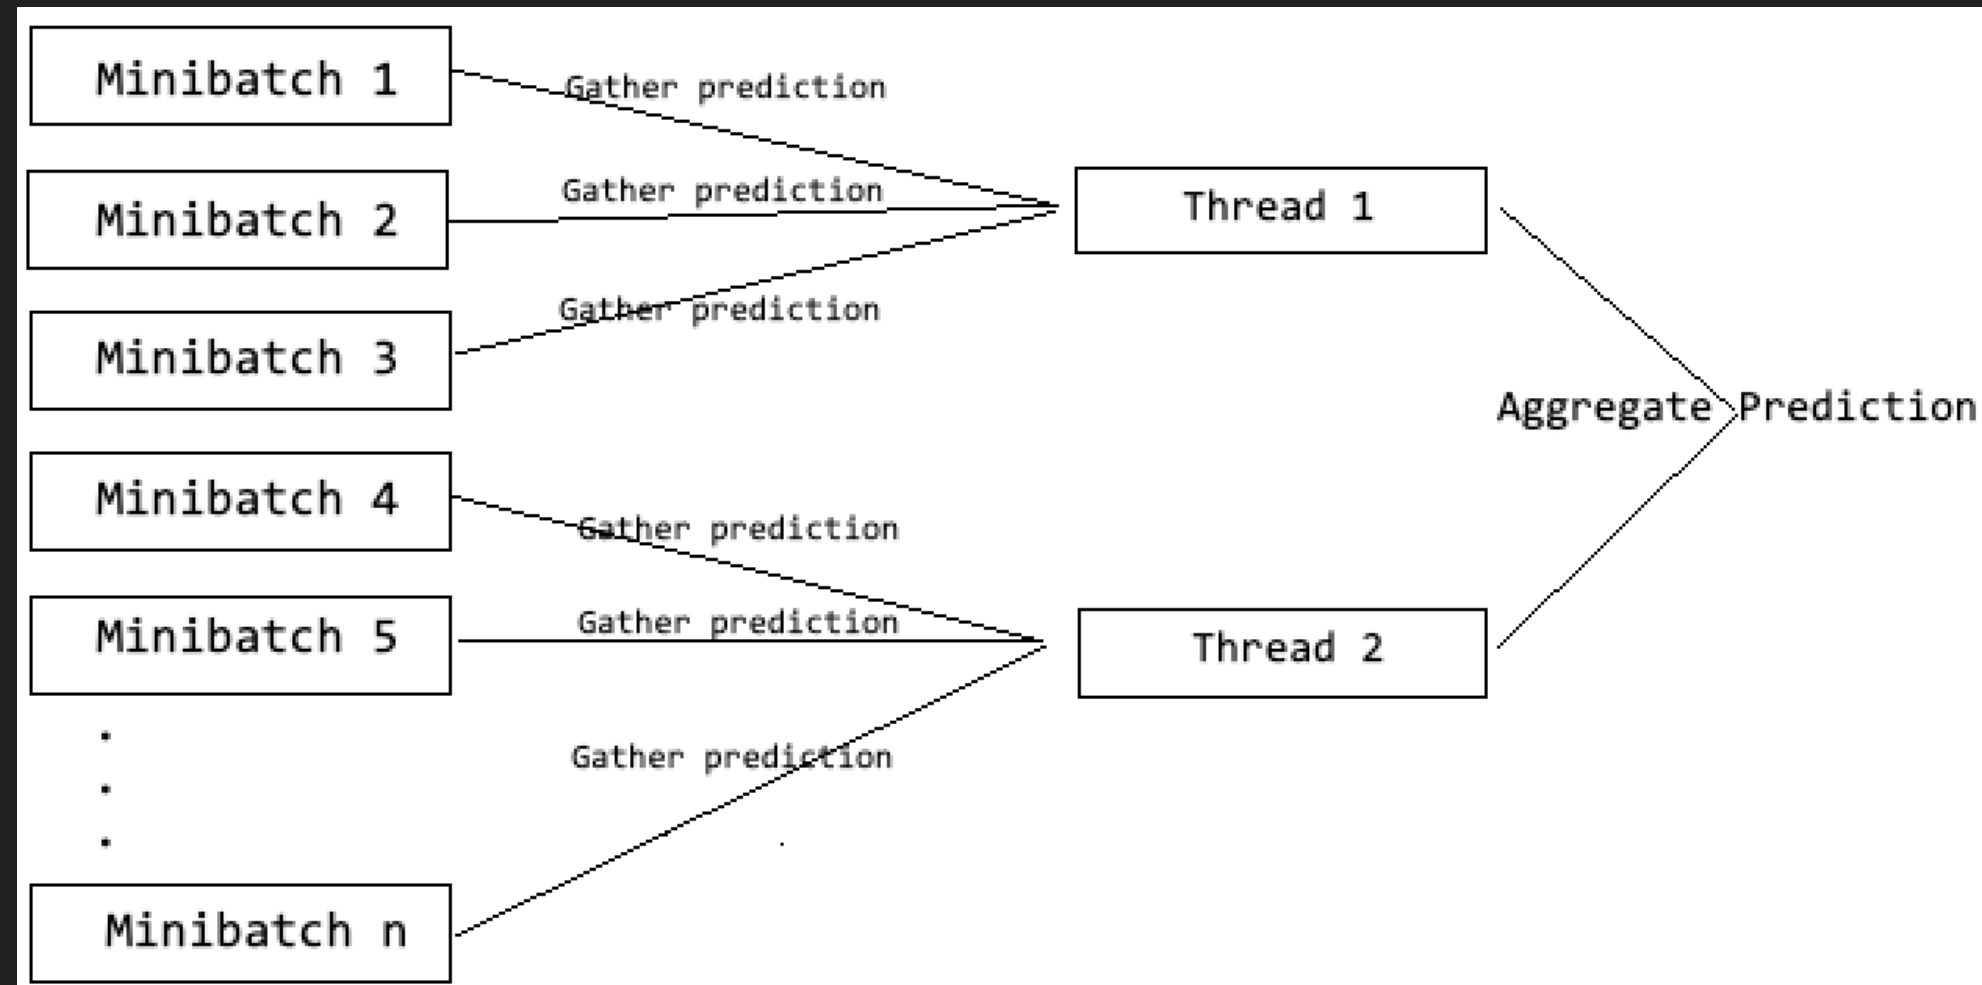 Minibatch 1
Gather prediction
Minibatch 2
Gather prediction
Thread 1
Minibatch 3
Gather prediction
Aggregate Prediction
Minibatch 4
Gather prediction
Minibatch 5
Gather prediction
Thread 2
.
.
.
Gather prediction
Minibatch n